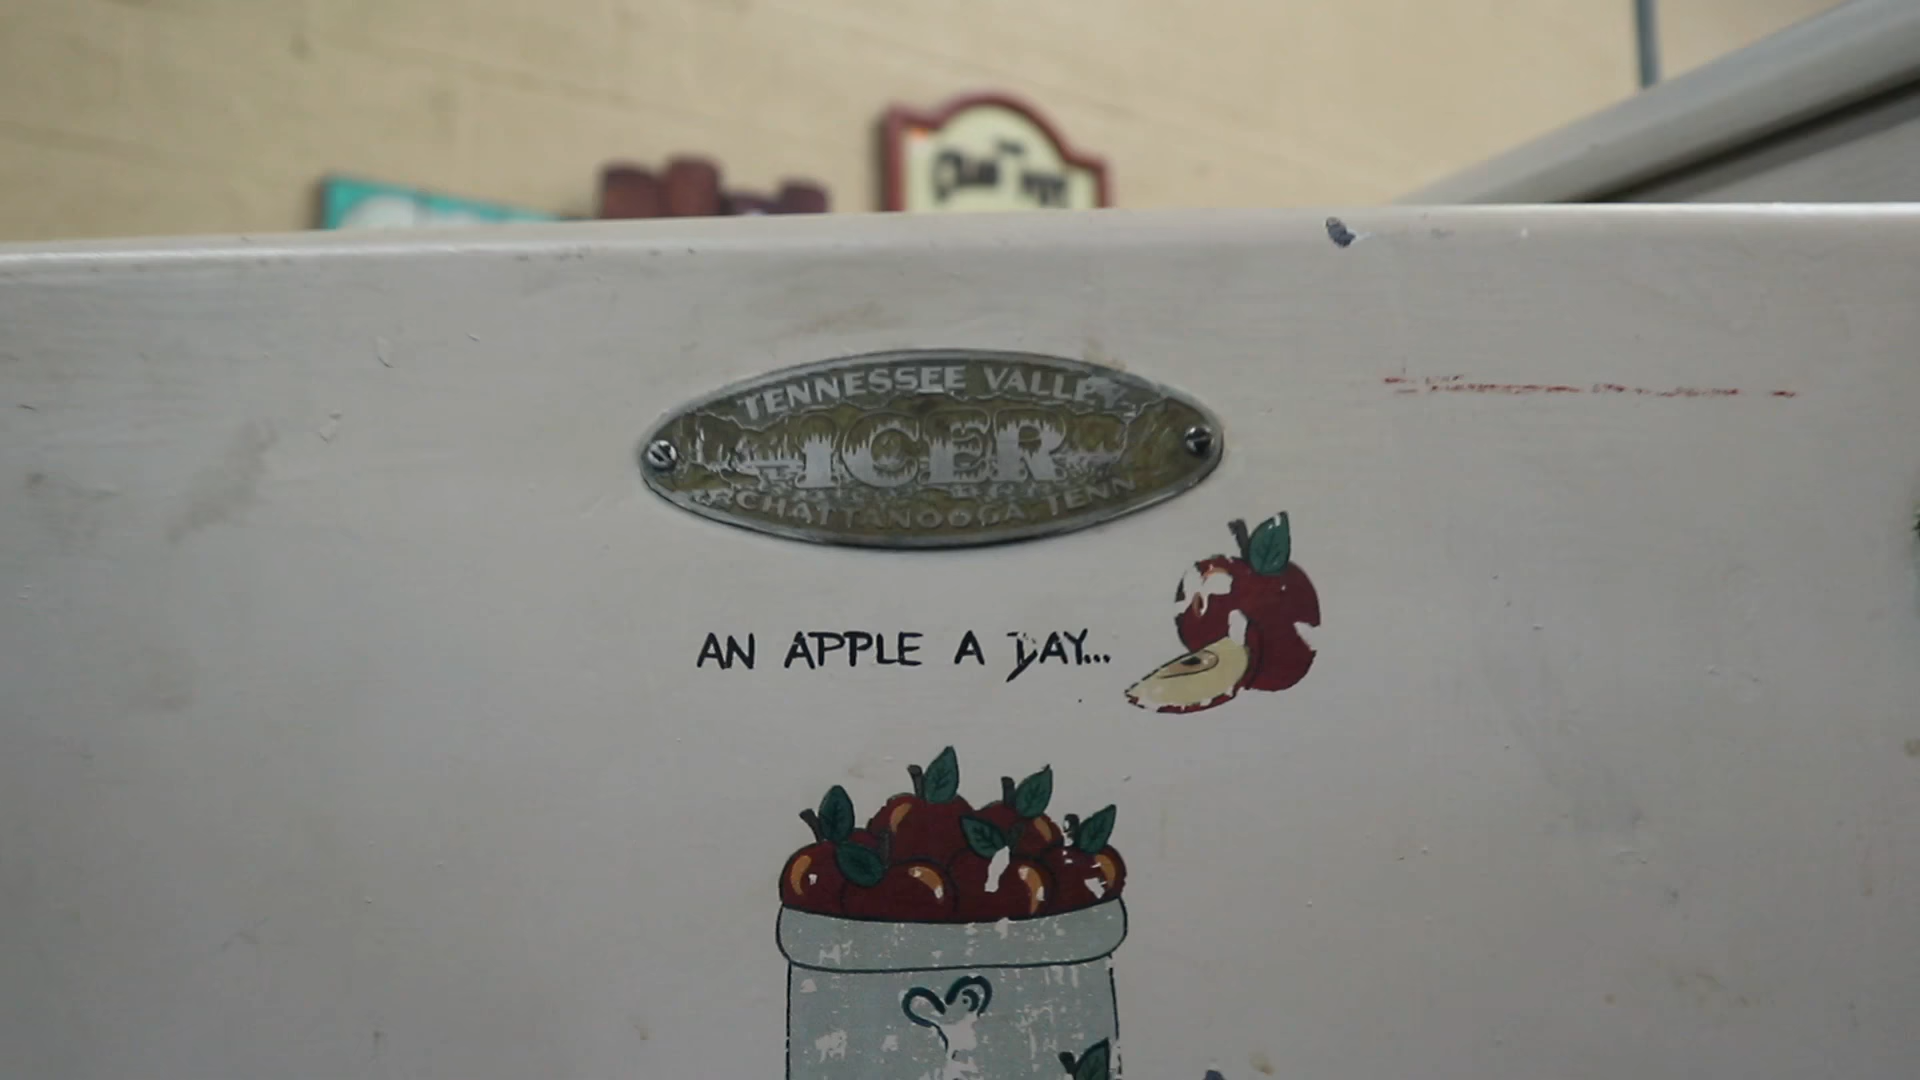 TENNESSEE VALLEY
ICER
CHATTANOOGA TENN
AN APPLE A DAY...